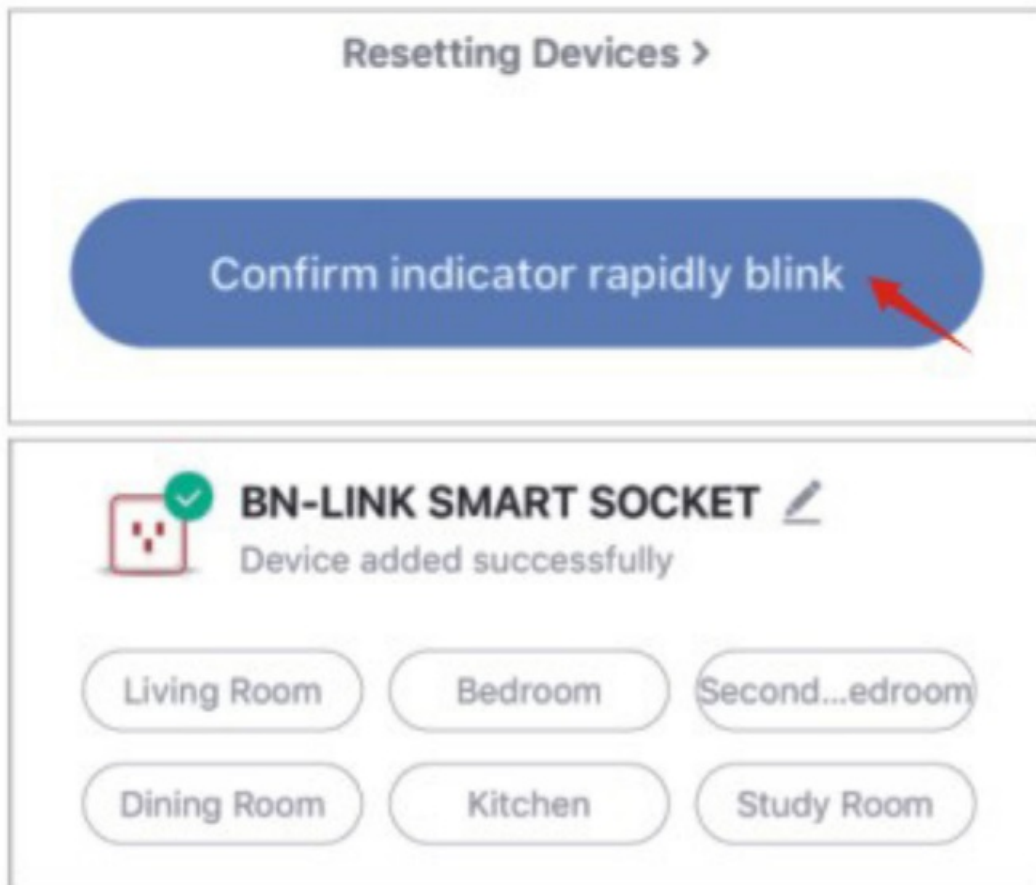 Resetting Devices >
Confirm indicator rapidly blink
BN-LINK SMART SOCKET
Device added successfully
Living Room
Bedroom
Second...edroom
Dining Room
Kitchen
Study Room